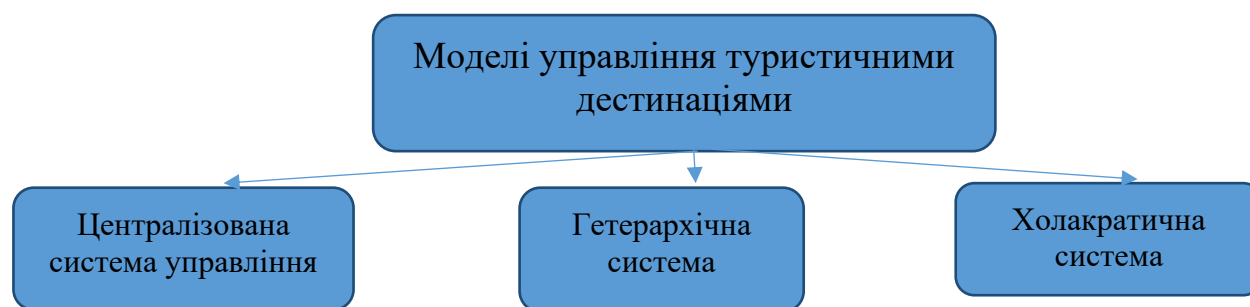 Моделі управління туристичними
дестинаціями
Централізована
система управління
Гетерархічна
система
Холакратична
система